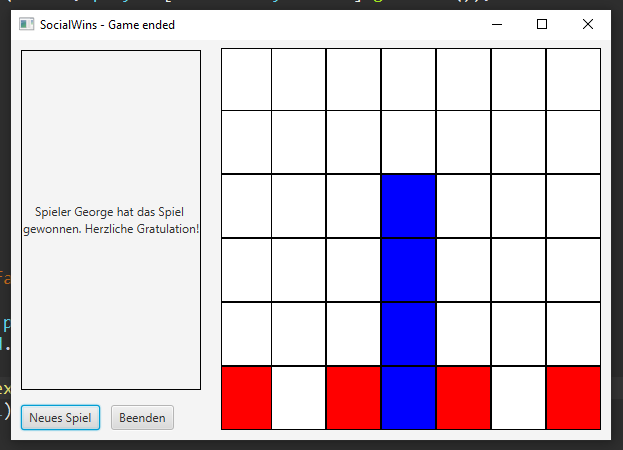 SocialWins - Game ended
Spieler George hat das Spiel
gewonnen. Herzliche Gratulation!
Neues Spiel
Beenden